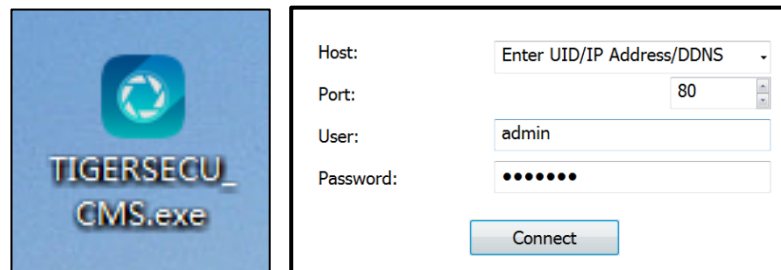 TIGERSECU_
CMS.exe
Host:
Enter UID/IP Address/DDNS
Port:
80
User:
admin
Password:
•••••••
Connect